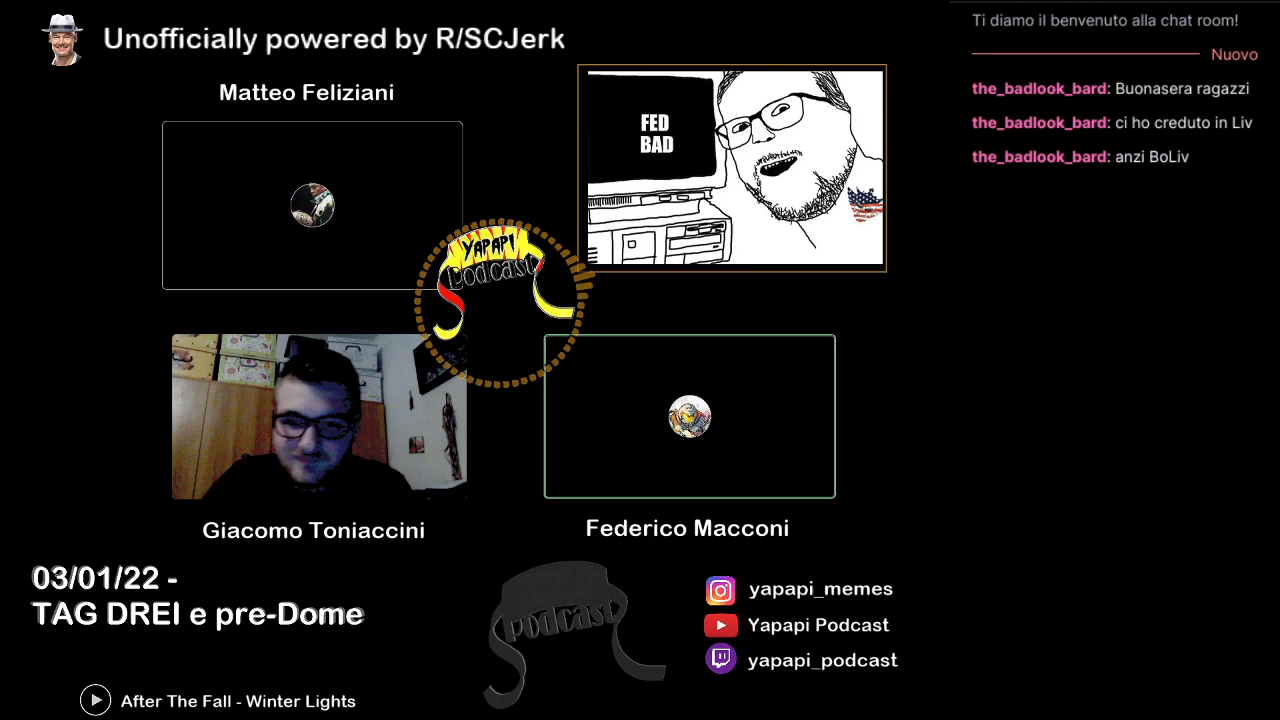 Unofficially powered by R/SCJerk
Matteo Feliziani
FED
BAD
YAPAPI
Podcast
Giacomo Toniaccini
Federico Macconi
03/01/22 -
TAG DREI e pre-Dome
podcast
yapapi_memes
Yapapi Podcast
yapapi_podcast
After The Fall - Winter Lights
Ti diamo il benvenuto alla chat room!
Nuovo
the_badlook_bard: Buonasera ragazzi
the_badlook_bard: ci ho creduto in Liv
the_badlook_bard: anzi BoLiv